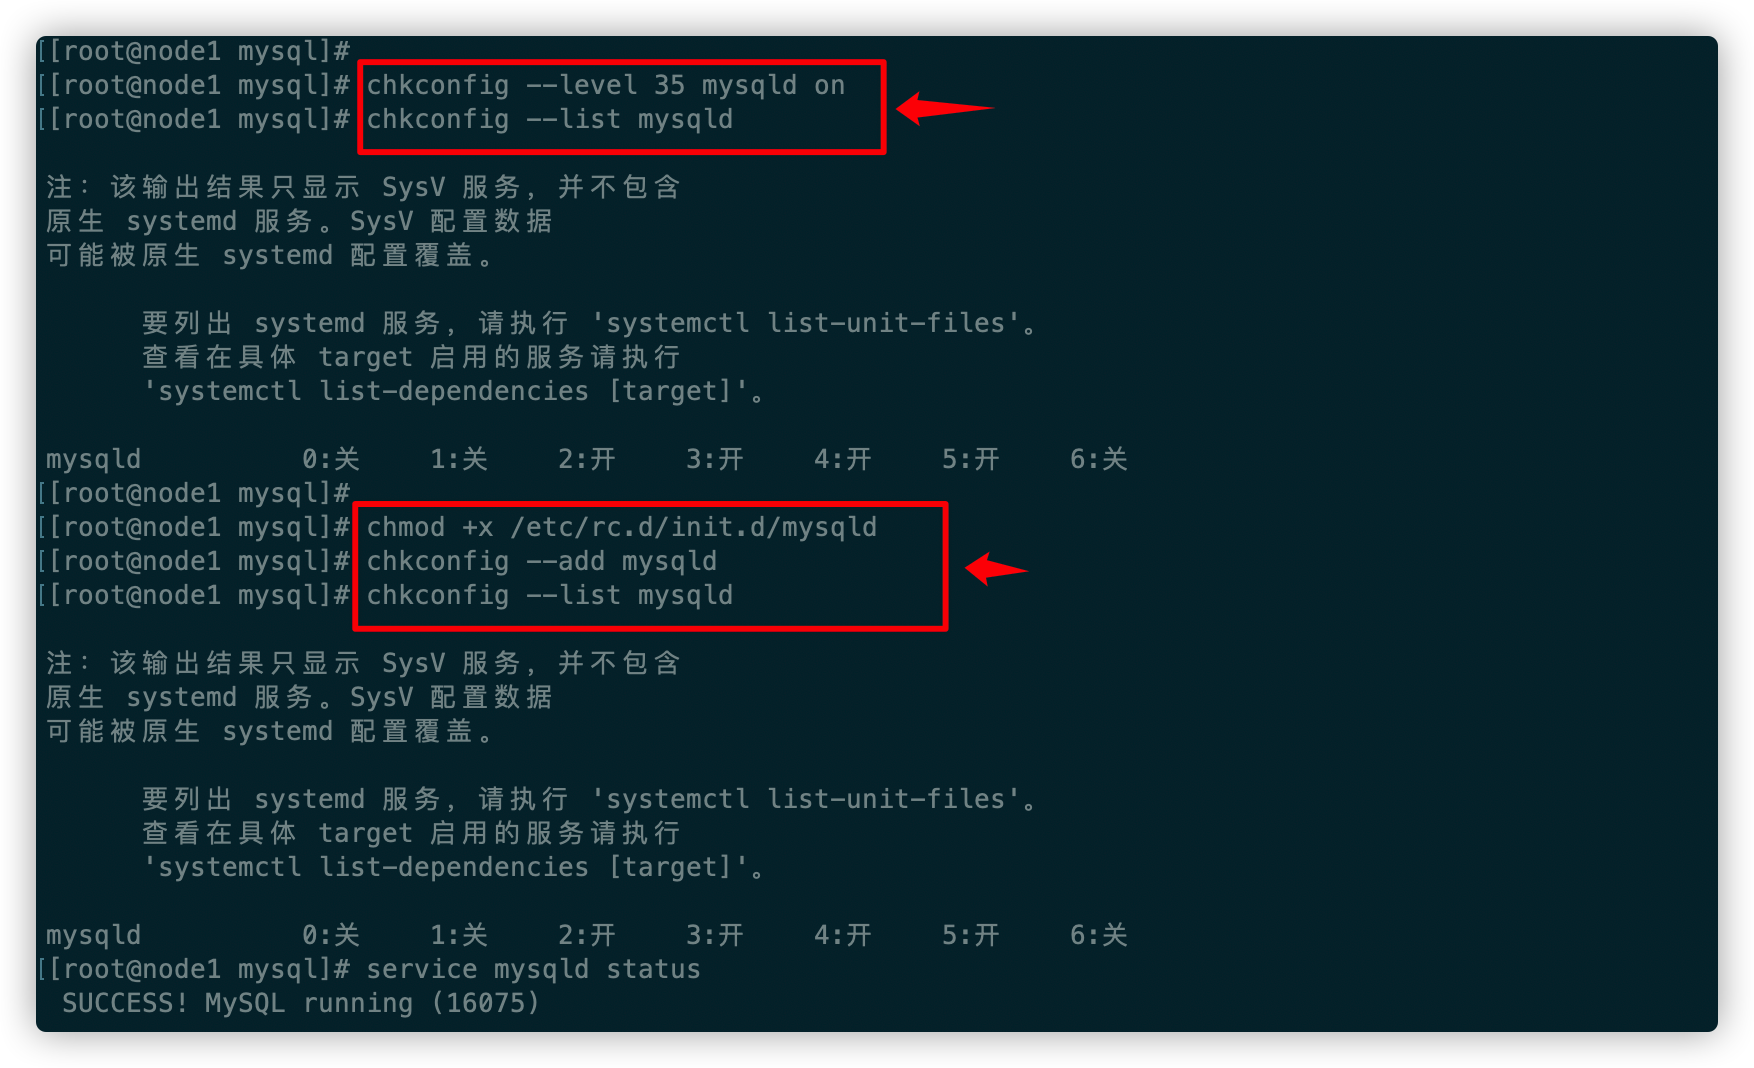 [[root@node1 mysql]#
[[root@node1 mysql]# chkconfig --level 35 mysqld on
[[root@node1 mysql]# chkconfig --list mysqld
注：该输出结果只显示 SysV 服务，并不包含
原生 systemd 服务。SysV 配置数据
可能被原生 systemd 配置覆盖。
要列出 systemd 服务，请执行 'systemctl list-unit-files'。
查看在具体 target 启用的服务请执行
'systemctl list-dependencies [target]'。
mysqld 0:关 1:关 2:开 3:开 4:开 5:开 6:关
[[root@node1 mysql]#
[[root@node1 mysql]# chmod +x /etc/rc.d/init.d/mysqld
[[root@node1 mysql]# chkconfig --add mysqld
[[root@node1 mysql]# chkconfig --list mysqld
注：该输出结果只显示 SysV 服务，并不包含
原生 systemd 服务。SysV 配置数据
可能被原生 systemd 配置覆盖。
要列出 systemd 服务，请执行 'systemctl list-unit-files'。
查看在具体 target 启用的服务请执行
'systemctl list-dependencies [target]'。
mysqld 0:关 1:关 2:开 3:开 4:开 5:开 6:关
[[root@node1 mysql]# service mysqld status
SUCCESS! MySQL running (16075)